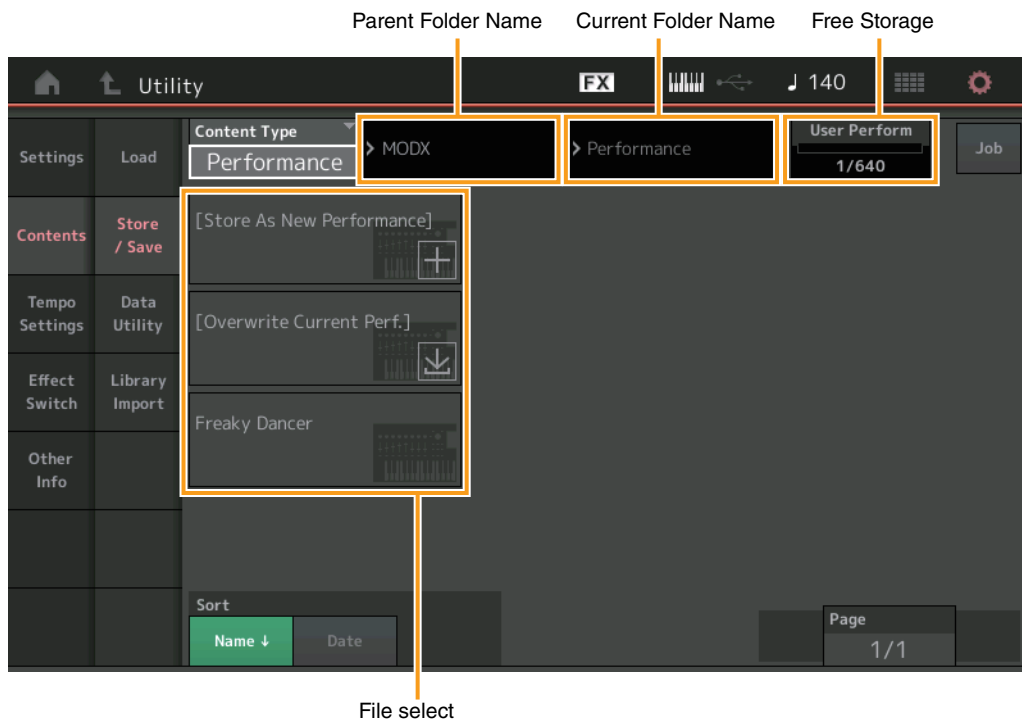 Parent Folder Name
Current Folder Name
Free Storage
Utility
FX
140
Settings
Load
Content Type
Performance
> MODX
> Performance
User Perform
1/640
Job
Contents
Store
/ Save
[Store As New Performance]
Tempo
Settings
Data
Utility
[Overwrite Current Perf.]
Effect
Switch
Library
Import
Freaky Dancer
Other
Info
Sort
Name ↓
Date
Page
1/1
File select